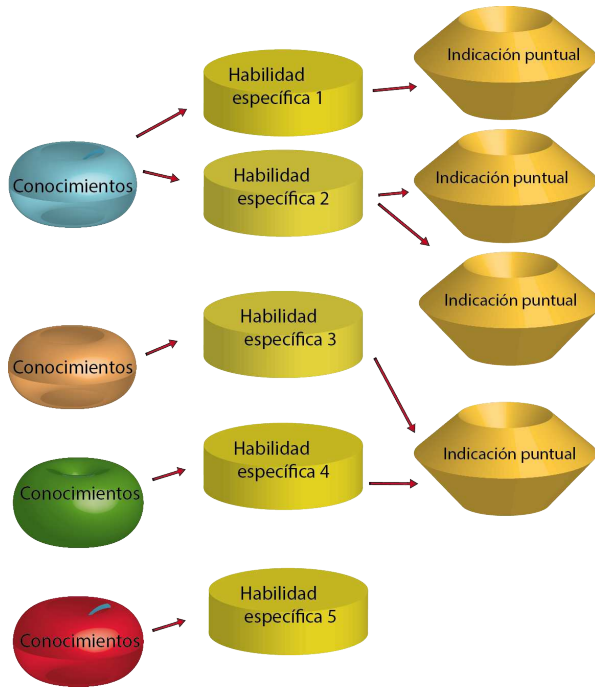 Conocimientos
Habilidad
específica 1
Indicación puntual
Habilidad
específica 2
Indicación puntual
Indicación puntual
Conocimientos
Habilidad
específica 3
Conocimientos
Habilidad
específica 4
Indicación puntual
Conocimientos
Habilidad
específica 5